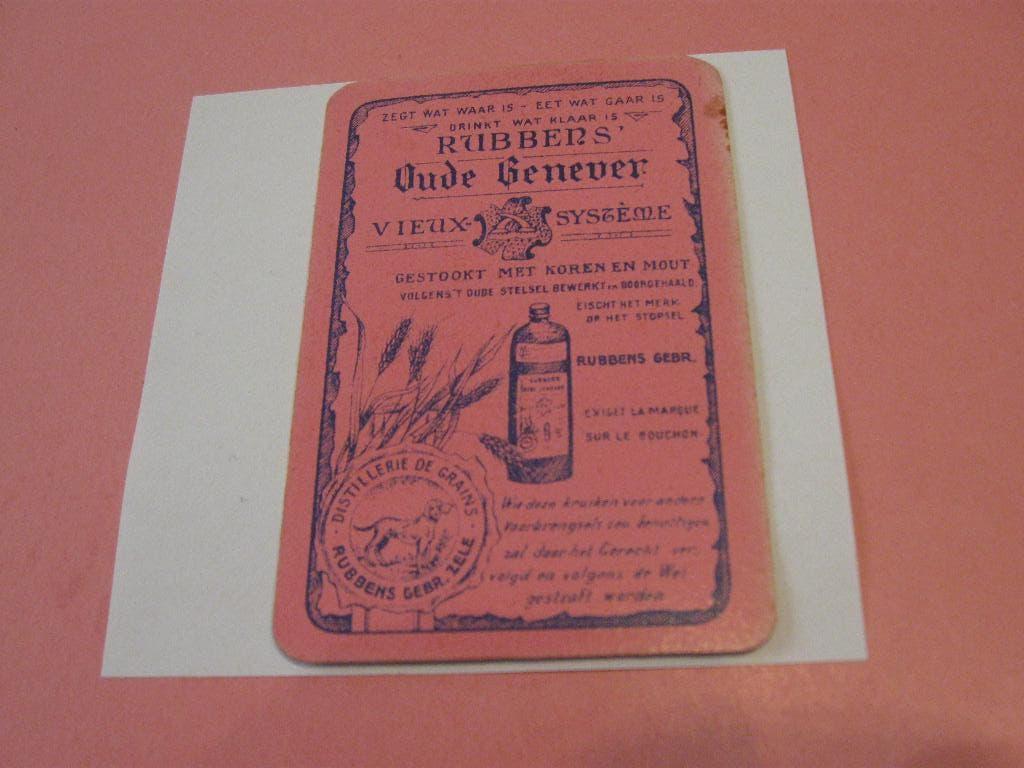 ZEGT WAT WAAR IS - EET WAT GAAR IS
DRINKT WAT KLAAR IS
RUBBENS'
Oude Genever
VIEUX-SYSTÈME
GESTOOKT MET KOREN EN MOUT
VOLGENS 'T OUDE STELSEL BEWERKT EN DOORGEHAALD.
EISCHT HET MERK
OP HET STOPSEL
RUBBENS GEBR.
EXIGEZ LA MARQUE
SUR LE BOUCHON.
DISTILLERIE DE GRAINS
RUBBENS GEBR. ZELE
Wie deze kruiken voor andere
Voorbrengsels zou benuttigen
zal door het Gerecht ver-
volgd en volgens de Wet
gestraft worden